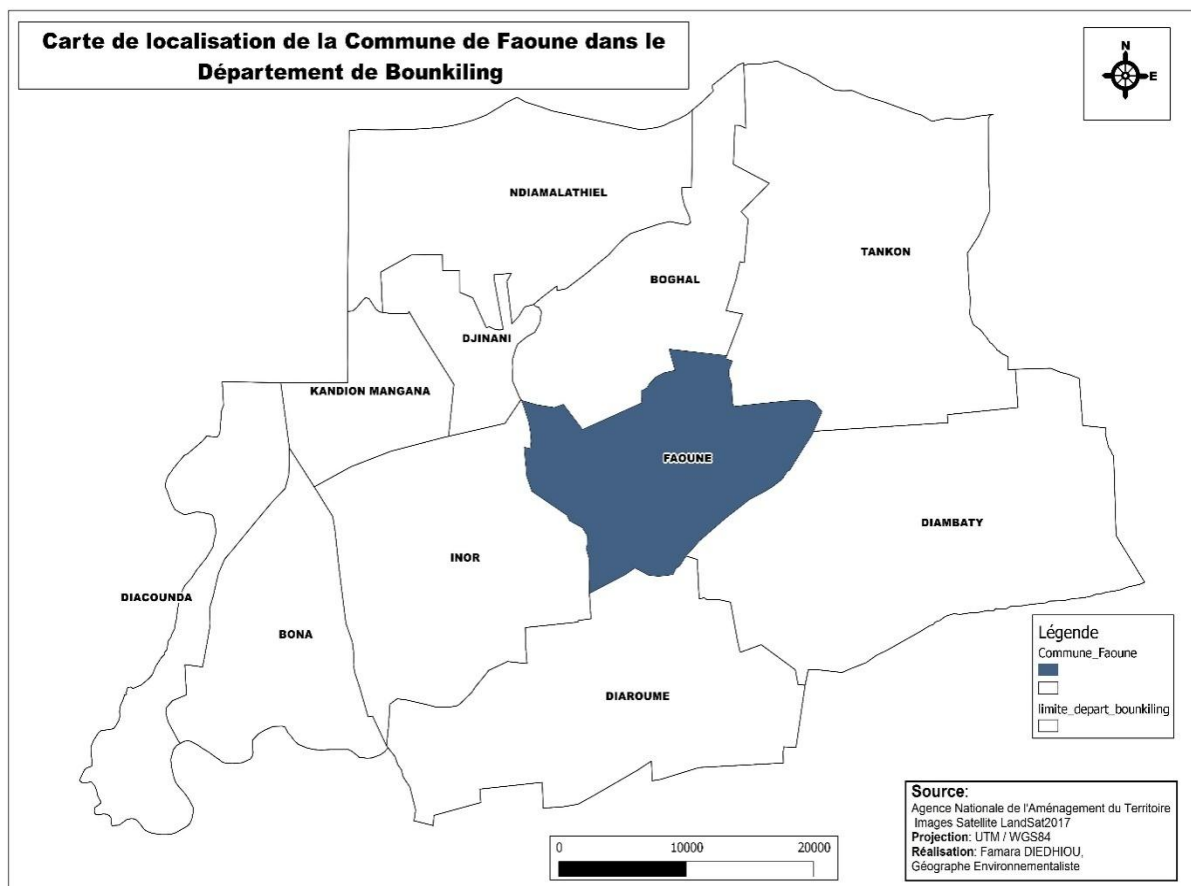 Carte de localisation de la Commune de Faoune dans le
Département de Bounkiling
N
E
NDIAMALATHIEL
TANKON
BOGHAL
DJINANI
KANDION MANGANA
FAOUNE
DIAMBATY
INOR
DIACOUNDA
BONA
DIAROUME
Légende
Commune_Faoune
limite_depart_bounkiling
Source:
Agence Nationale de l'Aménagement du Territoire
Images Satellite LandSat2017
Projection: UTM / WGS84
Réalisation: Famara DIEDHIOU,
Géographe Environnementaliste
0 10000 20000